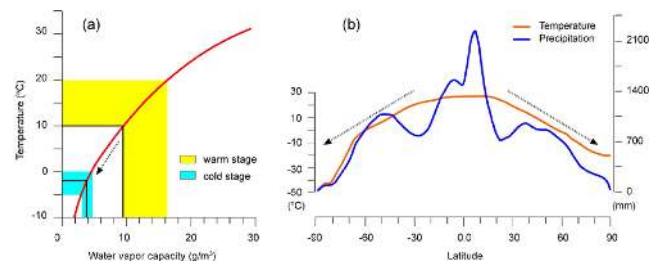 (a)
Temperature (°C)
30
20
10
0
-10
warm stage
cold stage
0
10
20
30
Water vapor capacity (g/m³)
(b)
Temperature
Precipitation
30
10
-10
-30
-50
(°C)
2100
1400
700
0
(mm)
-90
-60
-30
0.0
30
60
90
Latitude